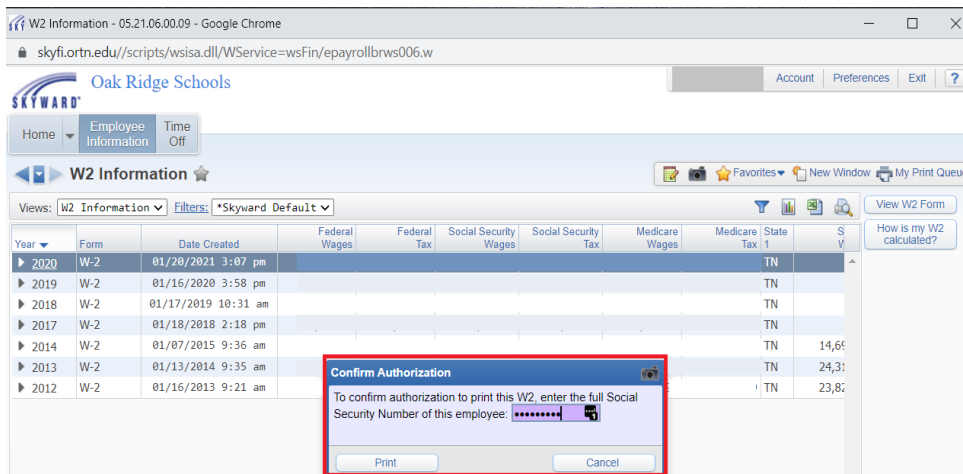 W2 Information - 05.21.06.00.09 - Google Chrome
skyfi.ortn.edu//scripts/wsisa.dll/WService=wsFin/epayrollbrws006.w
SKYWARD Oak Ridge Schools Account Preferences Exit ?
Home Employee Information Time Off
W2 Information Favorites New Window My Print Queue
Views: W2 Information Filters: *Skyward Default View W2 Form
How is my W2 calculated?
Year Form Date Created Federal Wages Federal Tax Social Security Wages Social Security Tax Medicare Wages Medicare Tax State 1
2020 W-2 01/20/2021 3:07 pm TN
2019 W-2 01/16/2020 3:58 pm TN
2018 W-2 01/17/2019 10:31 am TN
2017 W-2 01/18/2018 2:18 pm TN
2014 W-2 01/07/2015 9:36 am TN 14,69
2013 W-2 01/13/2014 9:35 am TN 24,31
2012 W-2 01/16/2013 9:21 am TN 23,82
Confirm Authorization
To confirm authorization to print this W2, enter the full Social
Security Number of this employee: •••••••••
Print Cancel